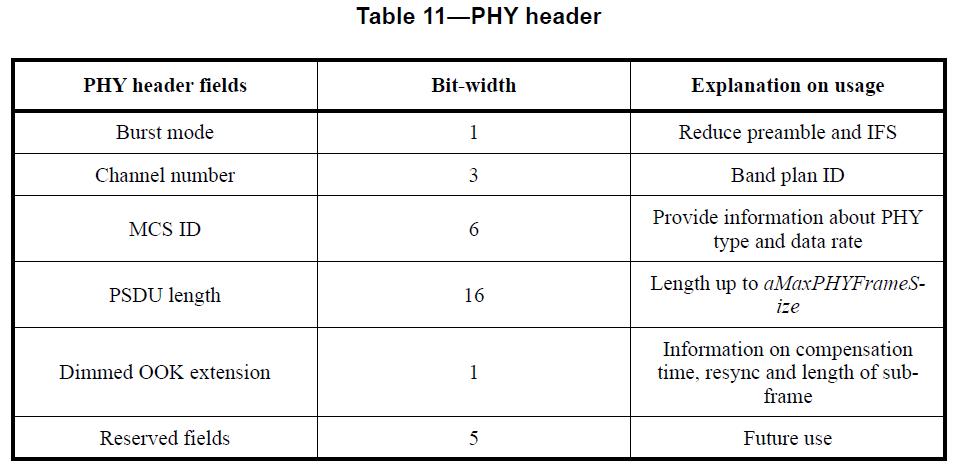 Table 11—PHY header
PHY header fields Bit-width Explanation on usage
Burst mode 1 Reduce preamble and IFS
Channel number 3 Band plan ID
MCS ID 6 Provide information about PHY
type and data rate
PSDU length 16 Length up to aMaxPHYFrameS-
ize
Dimmed OOK extension 1 Information on compensation
time, resync and length of sub-
frame
Reserved fields 5 Future use